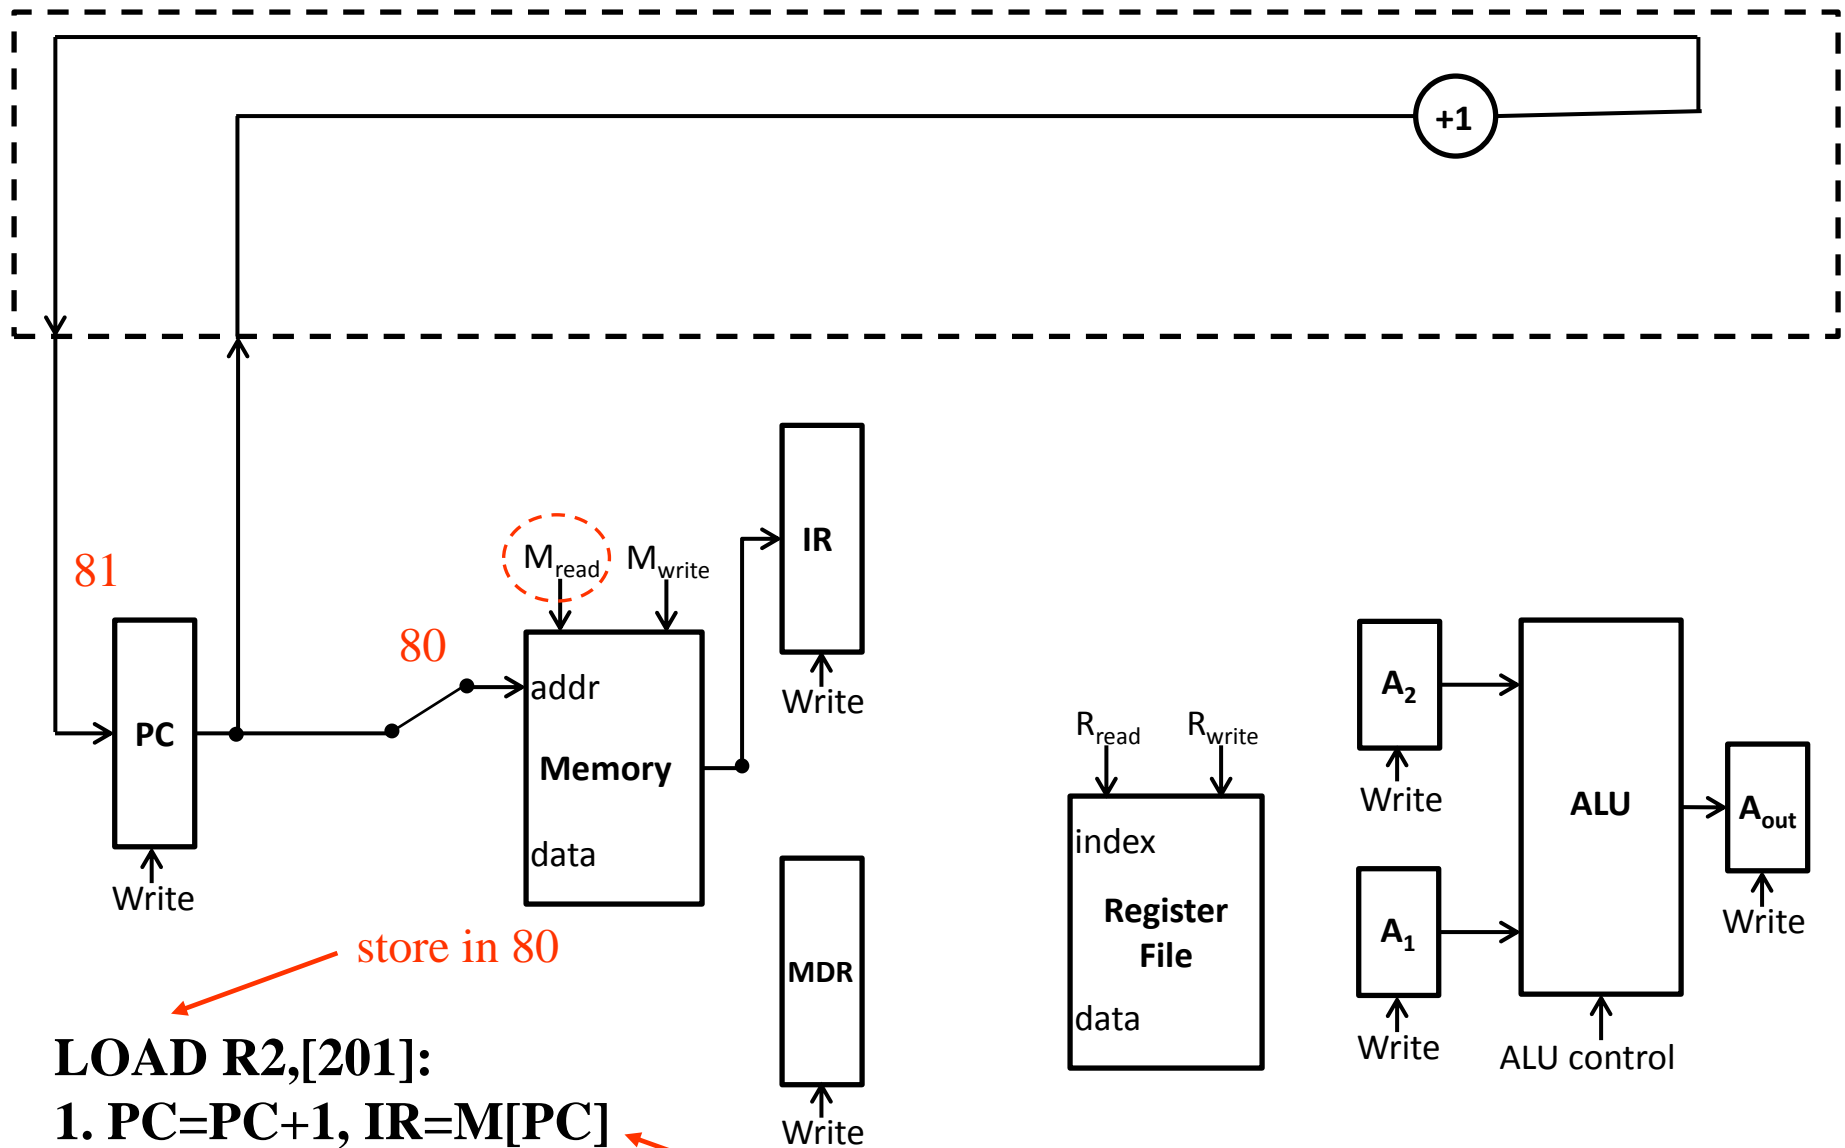 +1
IR
81
M_read M_write
80
addr
Write
A_2
PC
R_read R_write
Memory
Write
ALU
A_out
index
data
Write
Register
File
A_1
Write
store in 80
MDR
data
Write
ALU control
LOAD R2,[201]:
1. PC=PC+1, IR=M[PC]
Write